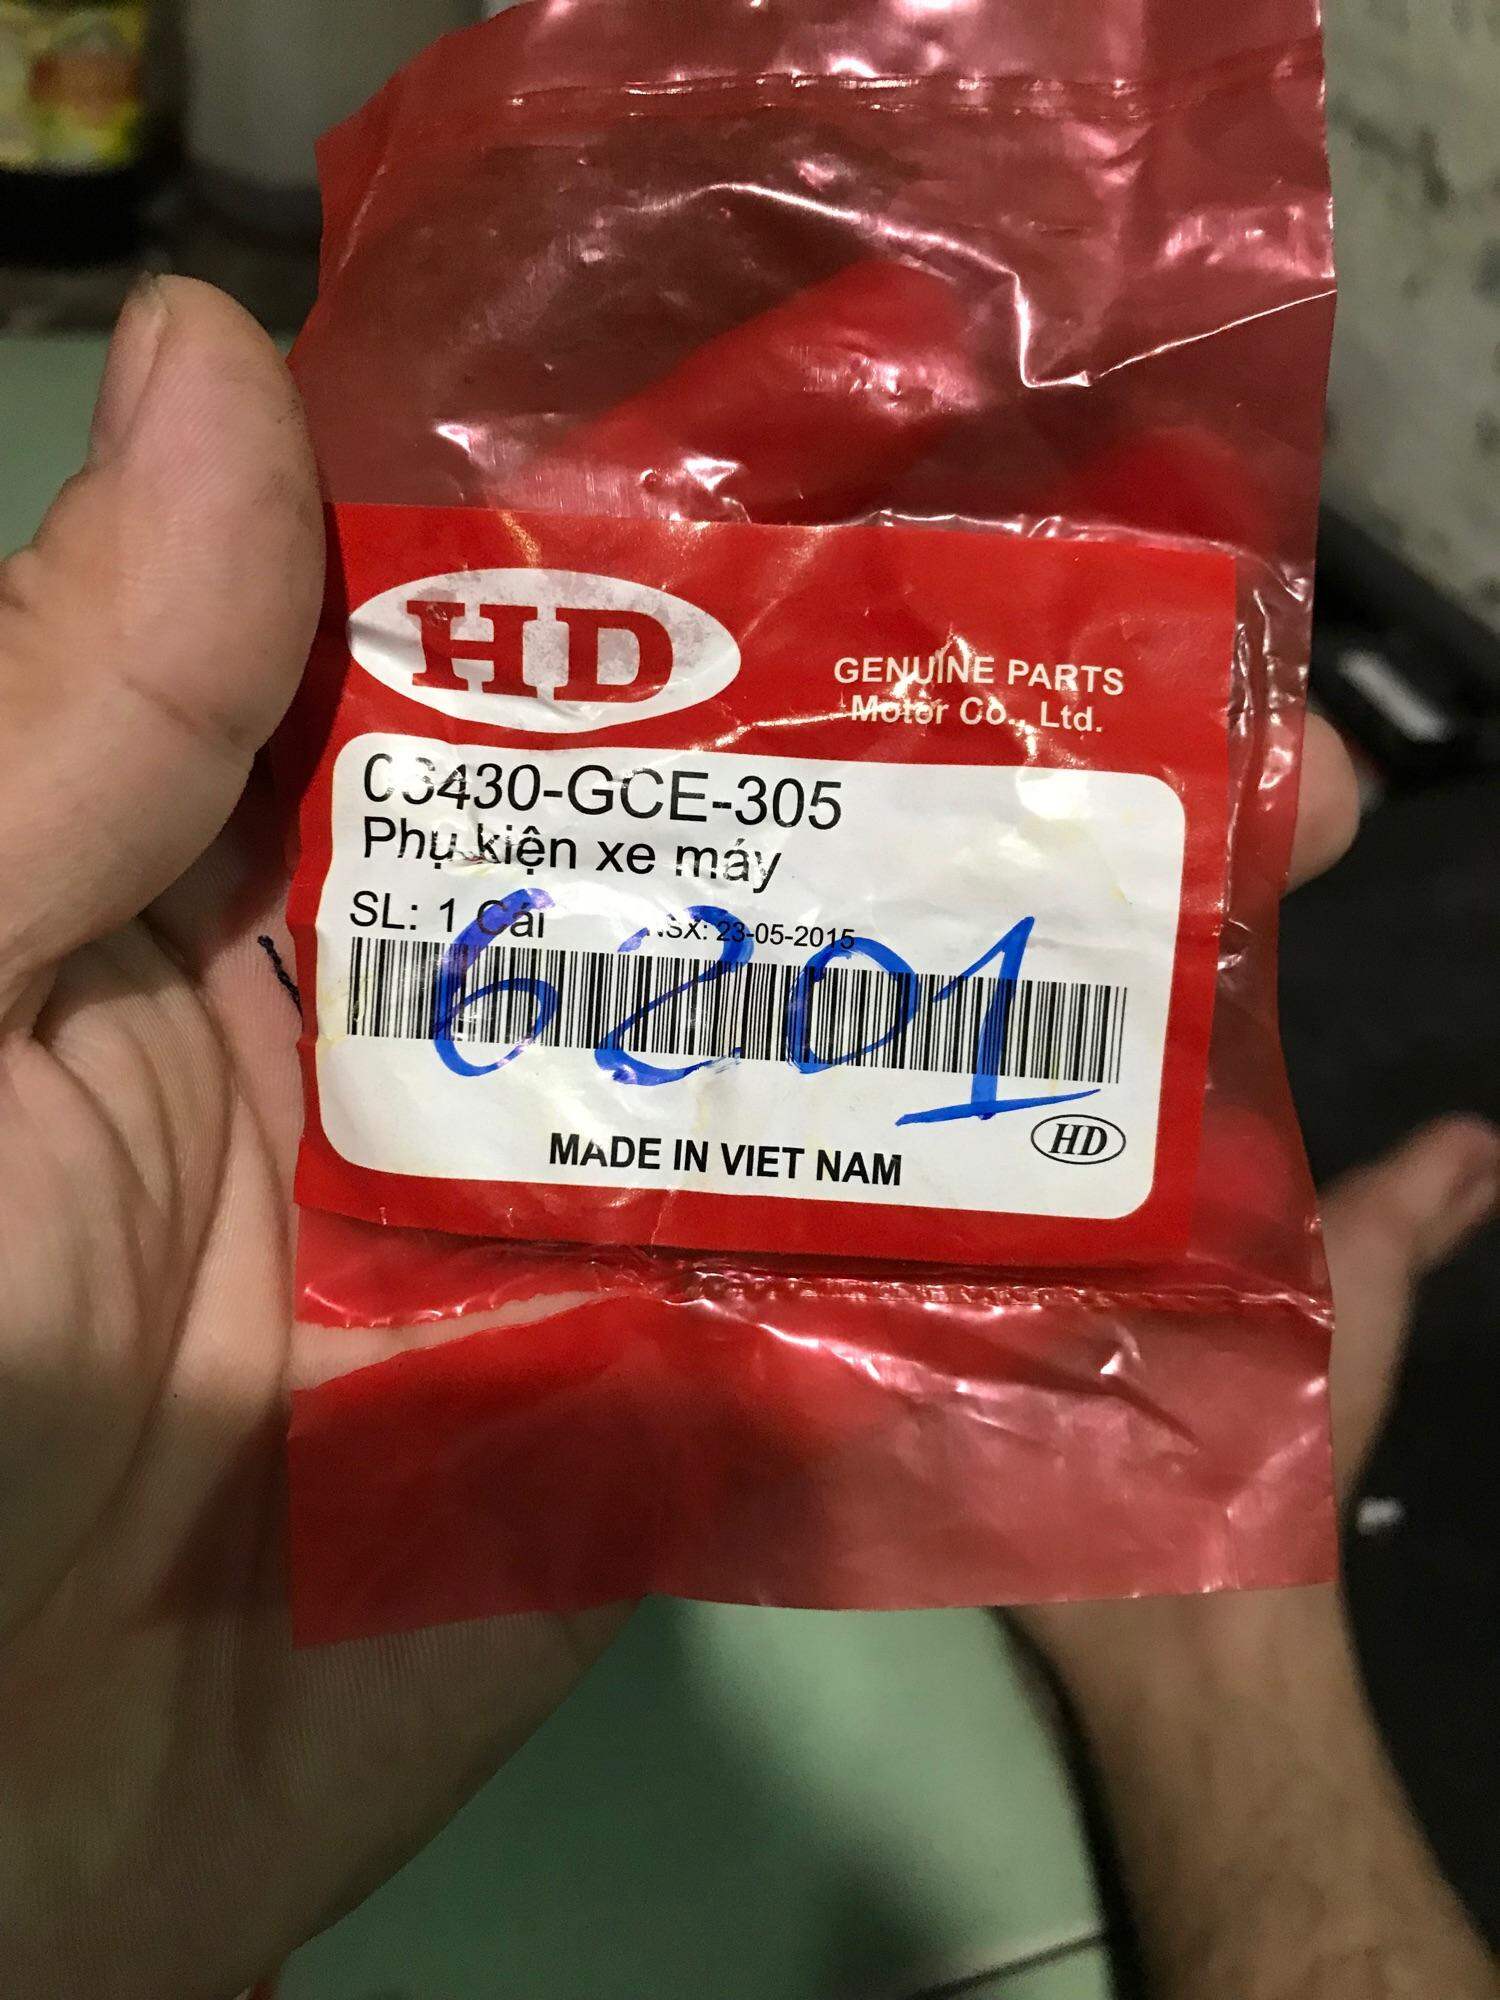 HD
GENUINE PARTS
Motor Co., Ltd.
06430-GCE-305
Phụ kiện xe máy
SL: 1 Cái
NSX: 23-05-2015
6201
MADE IN VIET NAM
HD